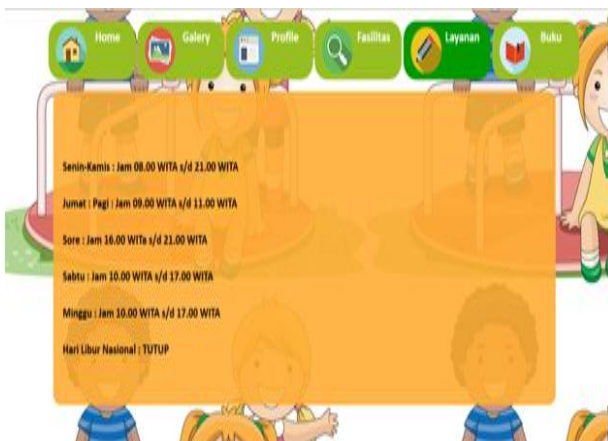 Home
Galery
Profile
Fasilitas
Layanan
Buku
Senin-Kamis : Jam 08.00 WITA s/d 21.00 WITA
Jumat : Pagi : Jam 09.00 WITA s/d 11.00 WITA
Sore : Jam 16.00 WITa s/d 21.00 WITA
Sabtu : Jam 10.00 WITA s/d 17.00 WITA
Minggu : Jam 10.00 WITA s/d 17.00 WITA
Hari Libur Nasional : TUTUP